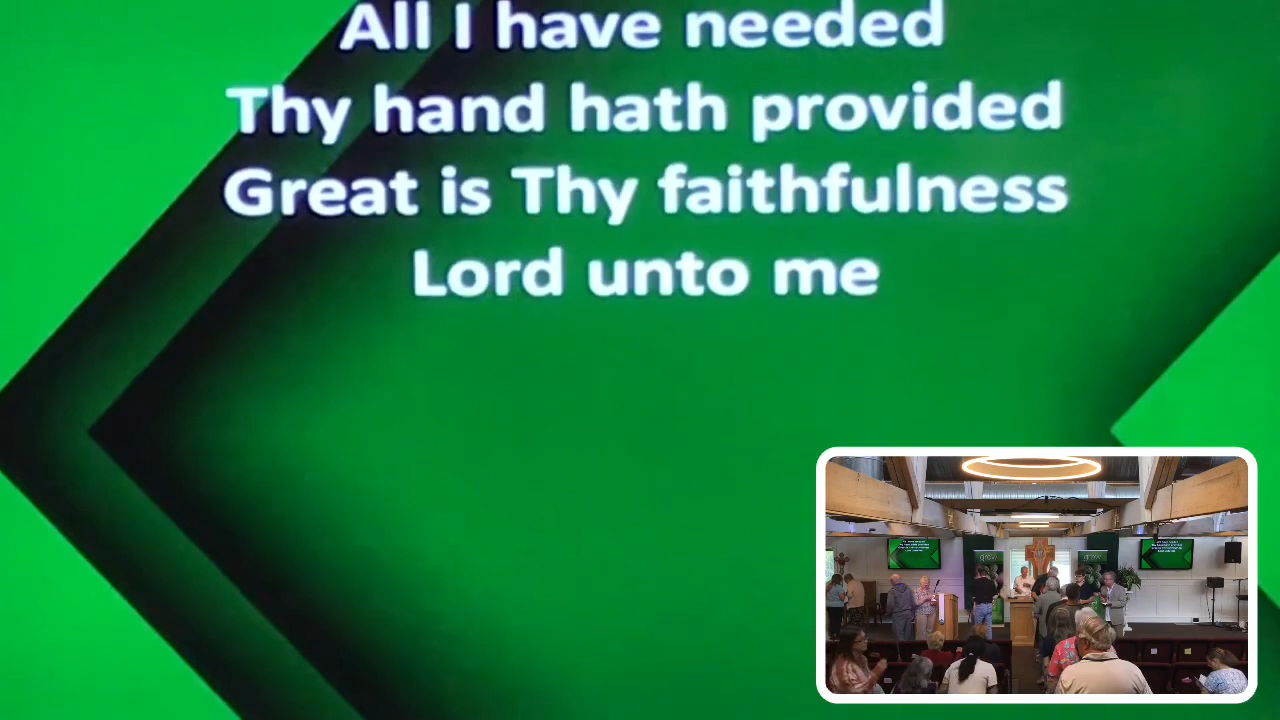 All I have needed
Thy hand hath provided
Great is Thy faithfulness
Lord unto me